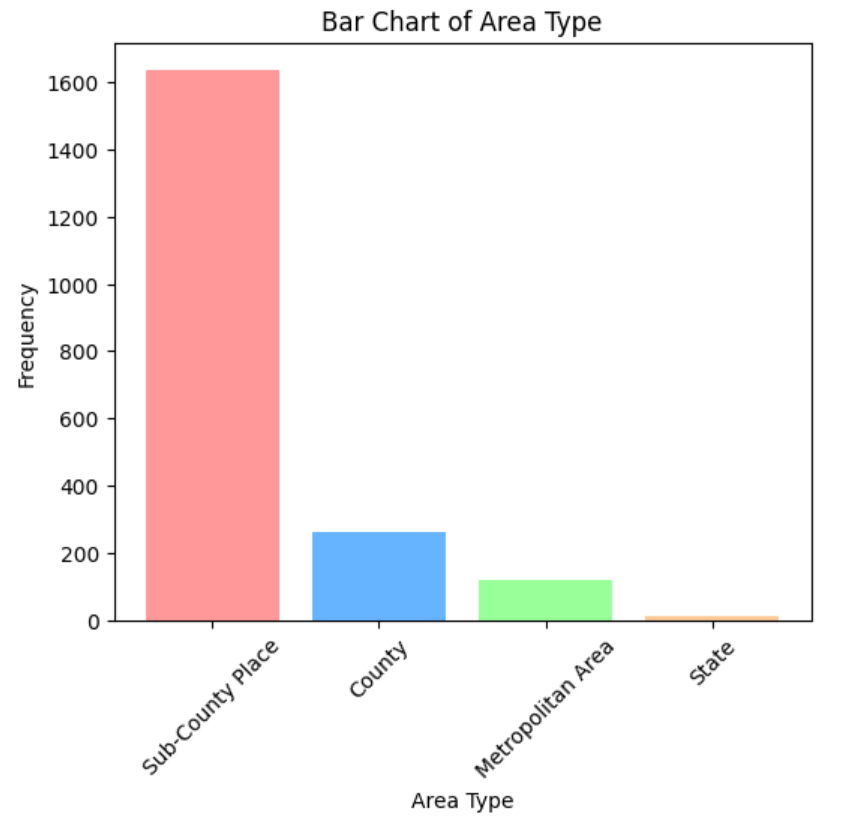 Bar Chart of Area Type
1600
1400
1200
1000
800
600
400
200
0
Frequency
Sub-County Place
County
Metropolitan Area
State
Area Type